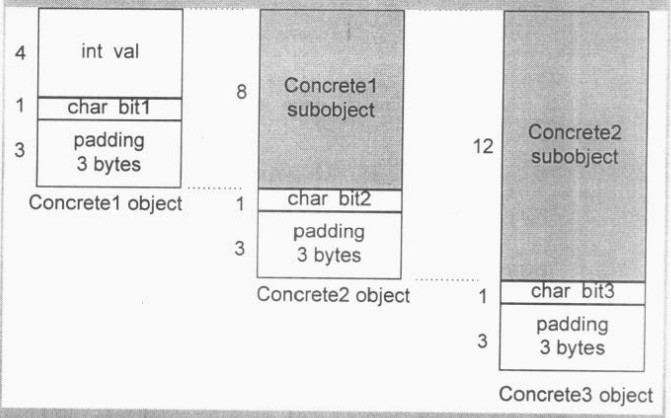 4
int val
1
char bit1
3
padding
3 bytes
Concrete1 object
8
Concrete1
subobject
1
char bit2
3
padding
3 bytes
Concrete2 object
12
Concrete2
subobject
1
char bit3
3
padding
3 bytes
Concrete3 object